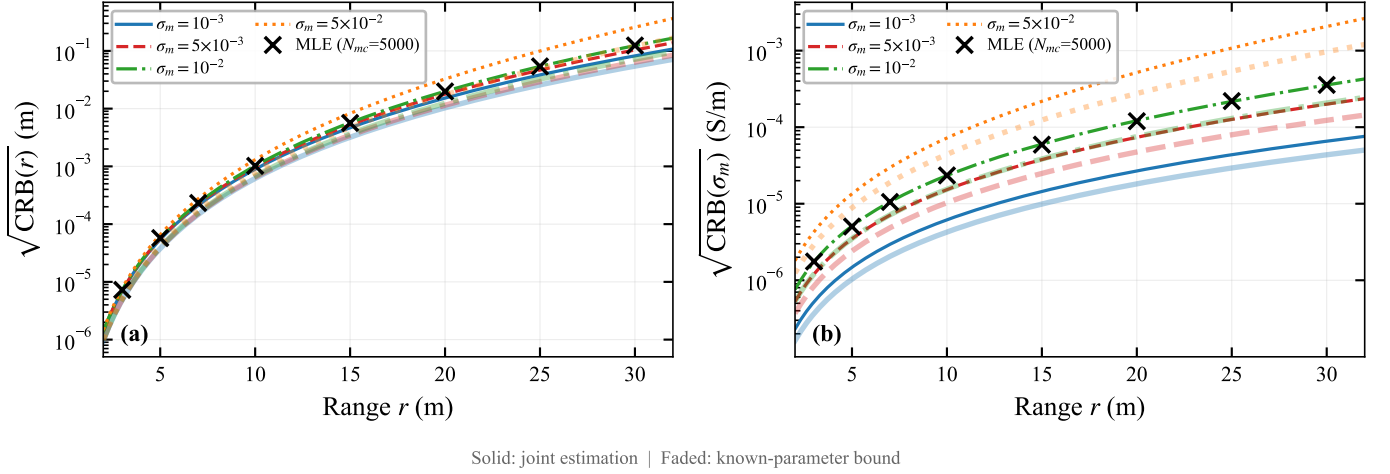 σₘ = 10⁻³
σₘ = 5×10⁻³
σₘ = 10⁻²
σₘ = 5×10⁻²
MLE (Nₘ꜀=5000)
10⁻¹
10⁻²
10⁻³
10⁻⁴
10⁻⁵
10⁻⁶
√CRB(r) (m)
(a)
5 10 15 20 25 30
Range r (m)
σₘ = 10⁻³
σₘ = 5×10⁻³
σₘ = 10⁻²
σₘ = 5×10⁻²
MLE (Nₘ꜀=5000)
10⁻³
10⁻⁴
10⁻⁵
10⁻⁶
√CRB(σₘ) (S/m)
(b)
5 10 15 20 25 30
Range r (m)
Solid: joint estimation | Faded: known-parameter bound